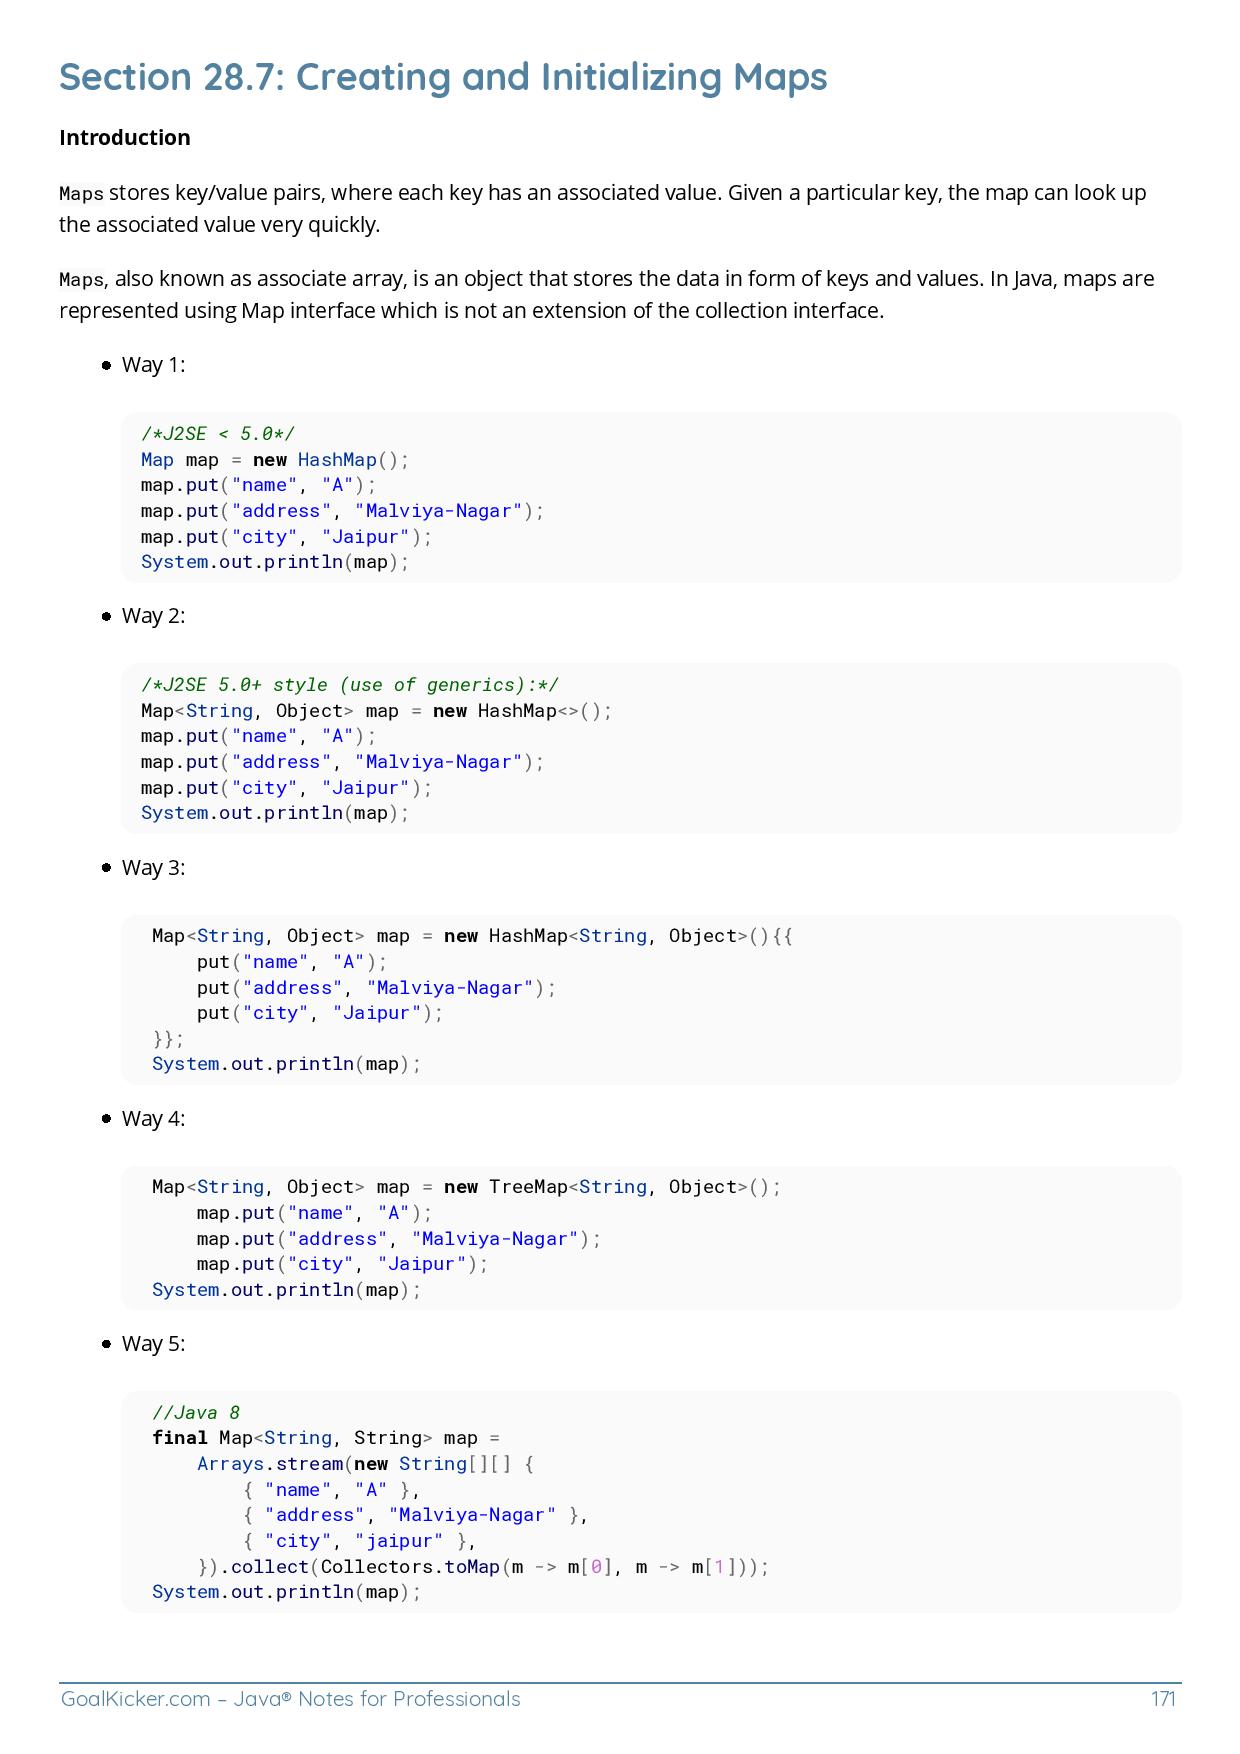 Section 28.7: Creating and Initializing Maps
Introduction
Maps stores key/value pairs, where each key has an associated value. Given a particular key, the map can look up
the associated value very quickly.
Maps, also known as associate array, is an object that stores the data in form of keys and values. In Java, maps are
represented using Map interface which is not an extension of the collection interface.
● Way 1:
/*J2SE < 5.0*/
Map map = new HashMap();
map.put("name", "A");
map.put("address", "Malviya-Nagar");
map.put("city", "Jaipur");
System.out.println(map);
● Way 2:
/*J2SE 5.0+ style (use of generics):*/
Map<String, Object> map = new HashMap<>();
map.put("name", "A");
map.put("address", "Malviya-Nagar");
map.put("city", "Jaipur");
System.out.println(map);
● Way 3:
Map<String, Object> map = new HashMap<String, Object>(){{
    put("name", "A");
    put("address", "Malviya-Nagar");
    put("city", "Jaipur");
}};
System.out.println(map);
● Way 4:
Map<String, Object> map = new TreeMap<String, Object>();
    map.put("name", "A");
    map.put("address", "Malviya-Nagar");
    map.put("city", "Jaipur");
System.out.println(map);
● Way 5:
//Java 8
final Map<String, String> map =
    Arrays.stream(new String[][] {
        { "name", "A" },
        { "address", "Malviya-Nagar" },
        { "city", "jaipur" },
    }).collect(Collectors.toMap(m -> m[0], m -> m[1]));
System.out.println(map);
GoalKicker.com – Java® Notes for Professionals 171